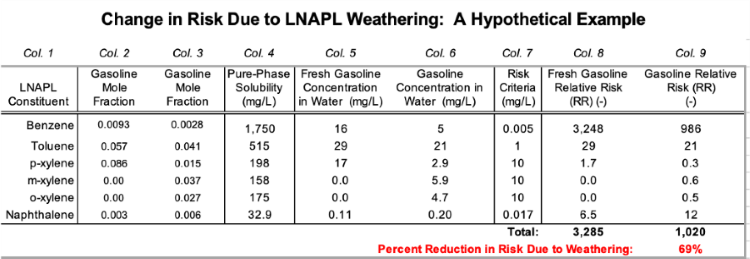 Change in Risk Due to LNAPL Weathering: A Hypothetical Example
Col. 1 Col. 2 Col. 3 Col. 4 Col. 5 Col. 6 Col. 7 Col. 8 Col. 9
LNAPL Constituent Gasoline Mole Fraction Gasoline Mole Fraction Pure-Phase Solubility (mg/L) Fresh Gasoline Concentration in Water (mg/L) Gasoline Concentration in Water (mg/L) Risk Criteria (mg/L) Fresh Gasoline Relative Risk (RR) (-) Gasoline Relative Risk (RR) (-)
Benzene 0.0093 0.0028 1,750 16 5 0.005 3,248 986
Toluene 0.057 0.041 515 29 21 1 29 21
p-xylene 0.086 0.015 198 17 2.9 10 1.7 0.3
m-xylene 0.00 0.037 158 0.0 5.9 10 0.0 0.6
o-xylene 0.00 0.027 175 0.0 4.7 10 0.0 0.5
Naphthalene 0.003 0.006 32.9 0.11 0.20 0.017 6.5 12
Total: 3,285 1,020
Percent Reduction in Risk Due to Weathering: 69%